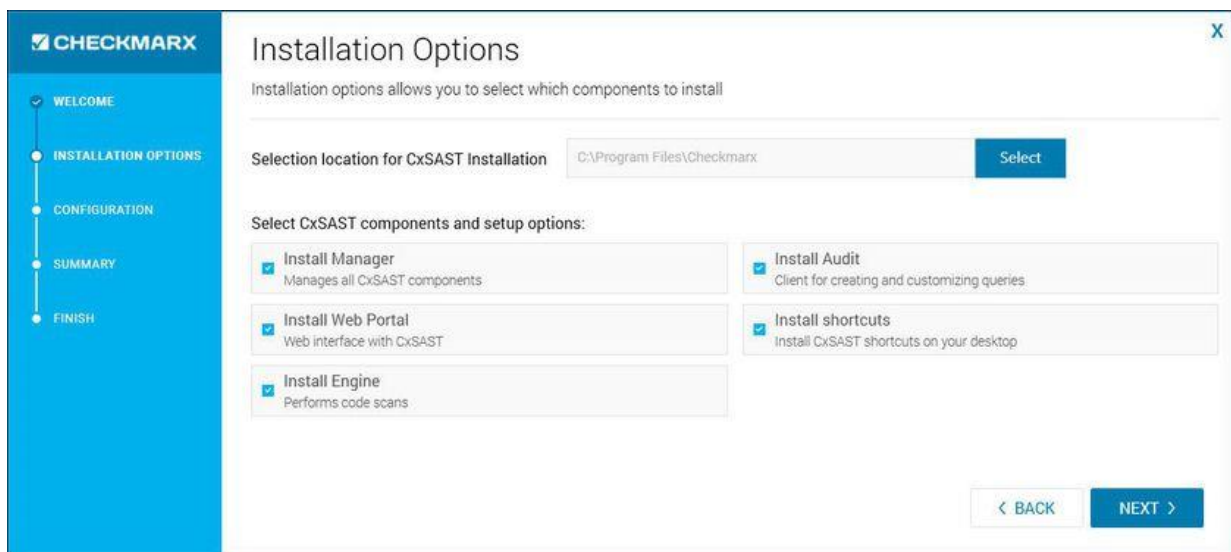 CHECKMARX
WELCOME
INSTALLATION OPTIONS
CONFIGURATION
SUMMARY
FINISH
X
Installation Options
Installation options allows you to select which components to install
Selection location for CxSAST Installation
C:\Program Files\Checkmarx
Select
Select CxSAST components and setup options:
Install Manager
Manages all CxSAST components
Install Audit
Client for creating and customizing queries
Install Web Portal
Web interface with CxSAST
Install shortcuts
Install CxSAST shortcuts on your desktop
Install Engine
Performs code scans
< BACK
NEXT >